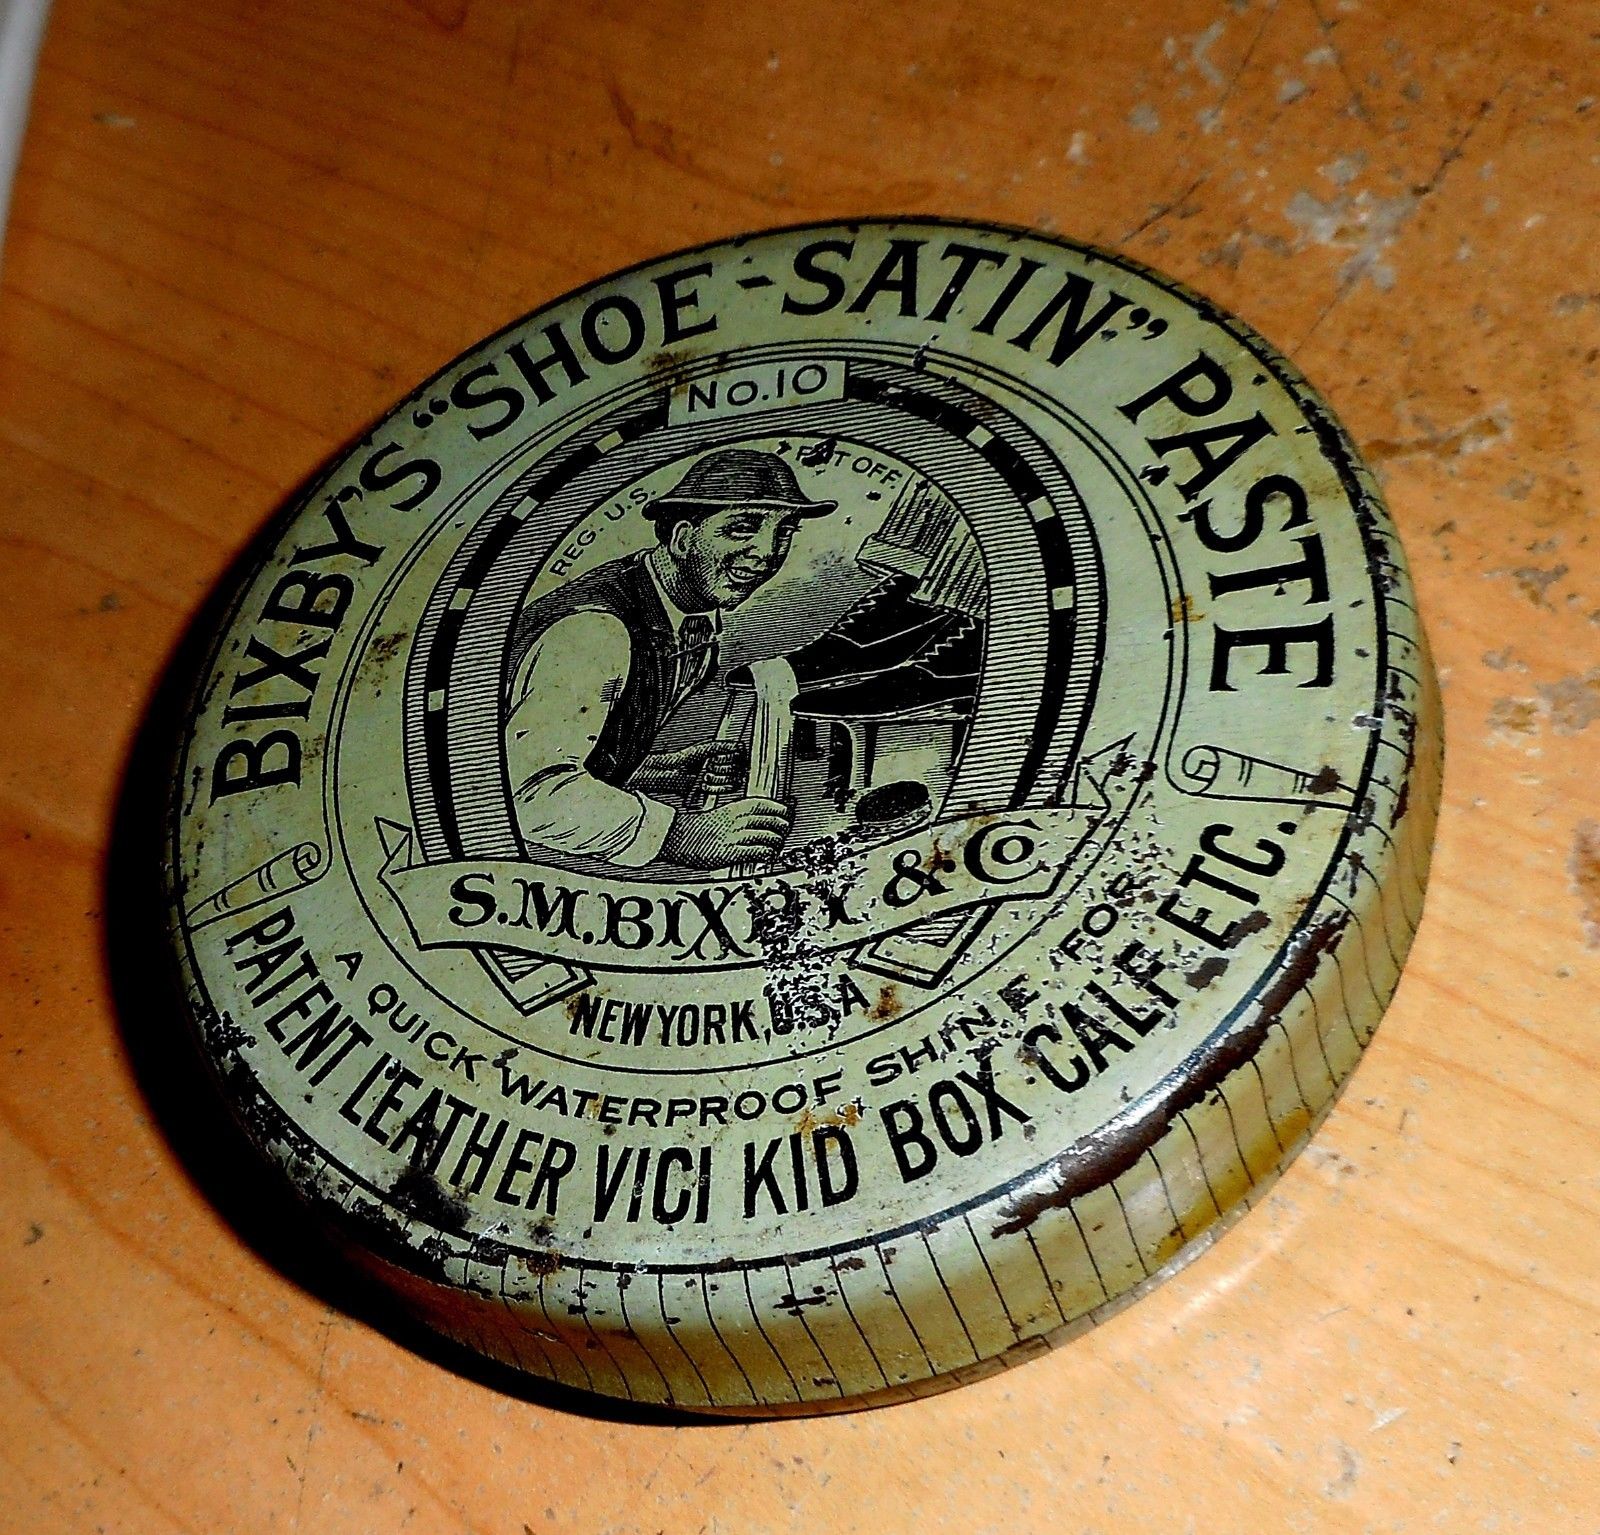 BIXBY'S "SHOE-SATIN" PASTE
NO.10
REG. U.S. PAT OFF.
S.M.BIXBY & CO
NEW YORK, U.S.A
A QUICK WATERPROOF SHINE FOR
PATENT LEATHER VICI KID BOX CALF ETC.